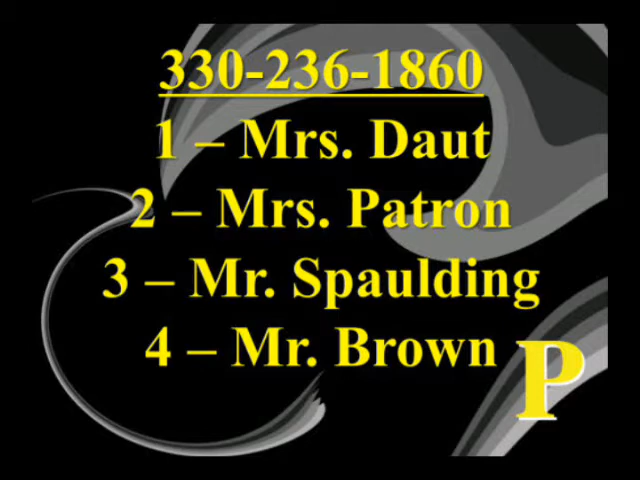 330-236-1860
1 – Mrs. Daut
2 – Mrs. Patron
3 – Mr. Spaulding
4 – Mr. Brown
P